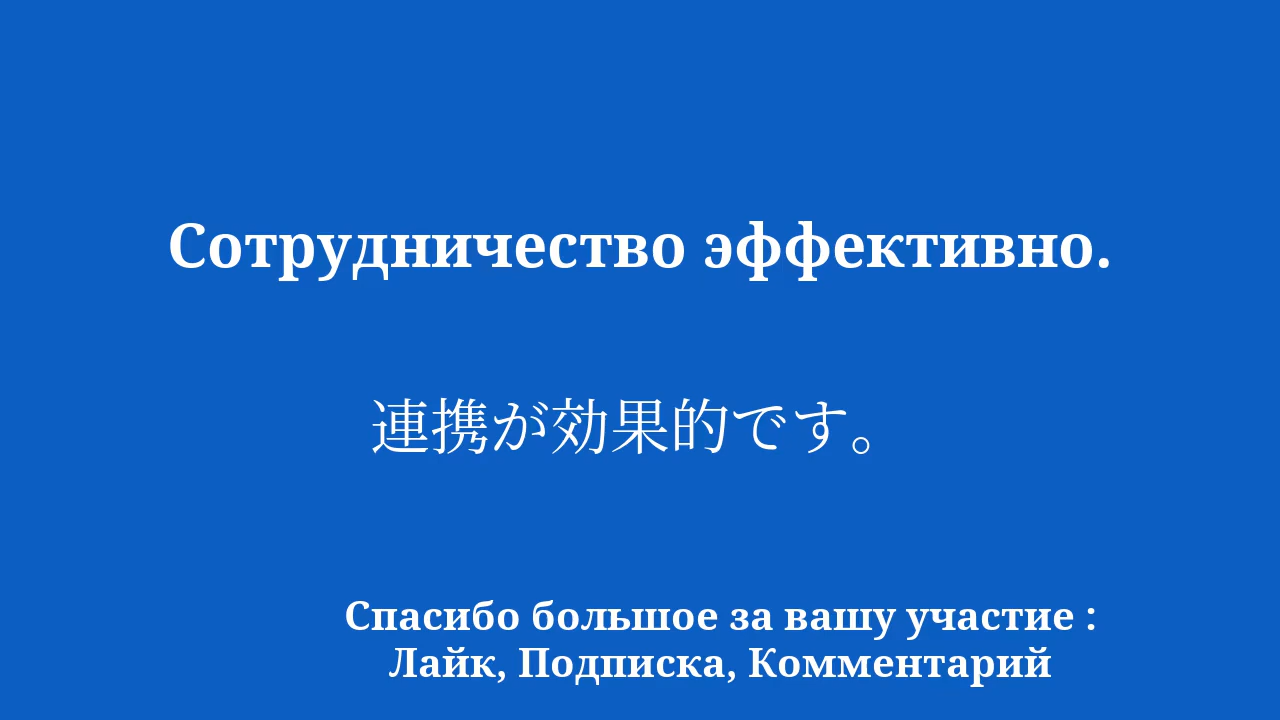 Сотрудничество эффективно.
連携が効果的です。
Спасибо большое за вашу участие :
Лайк, Подписка, Комментарий